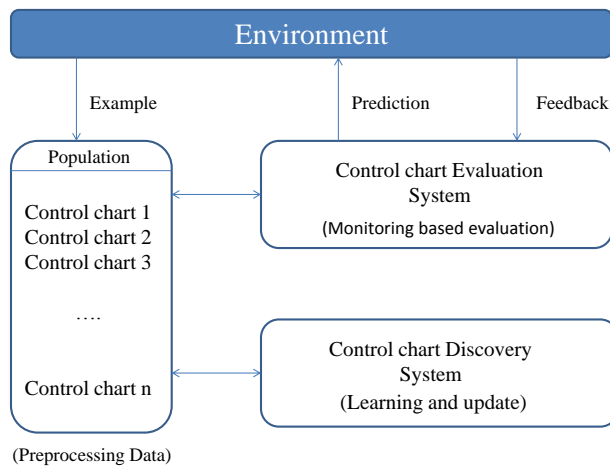 Environment
Example
Prediction
Feedback
Population
Control chart 1
Control chart 2
Control chart 3
....
Control chart n
(Preprocessing Data)
Control chart Evaluation
System
(Monitoring based evaluation)
Control chart Discovery
System
(Learning and update)